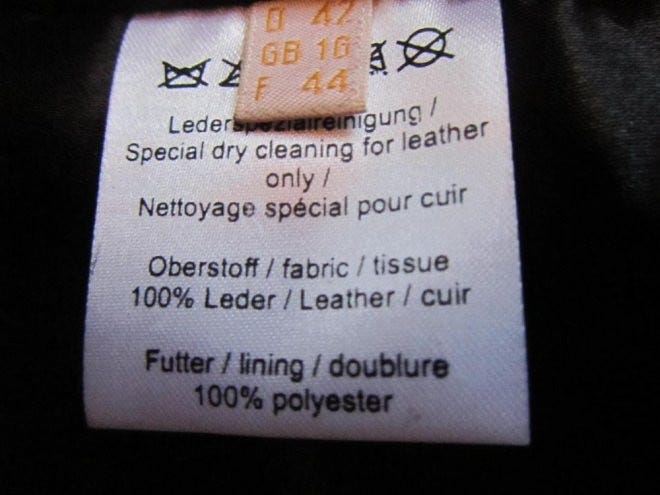 D 42
GB 16
F 44
Lederspezialreinigung /
Special dry cleaning for leather
only /
Nettoyage spécial pour cuir
Oberstoff / fabric / tissue
100% Leder / Leather / cuir
Futter / lining / doublure
100% polyester